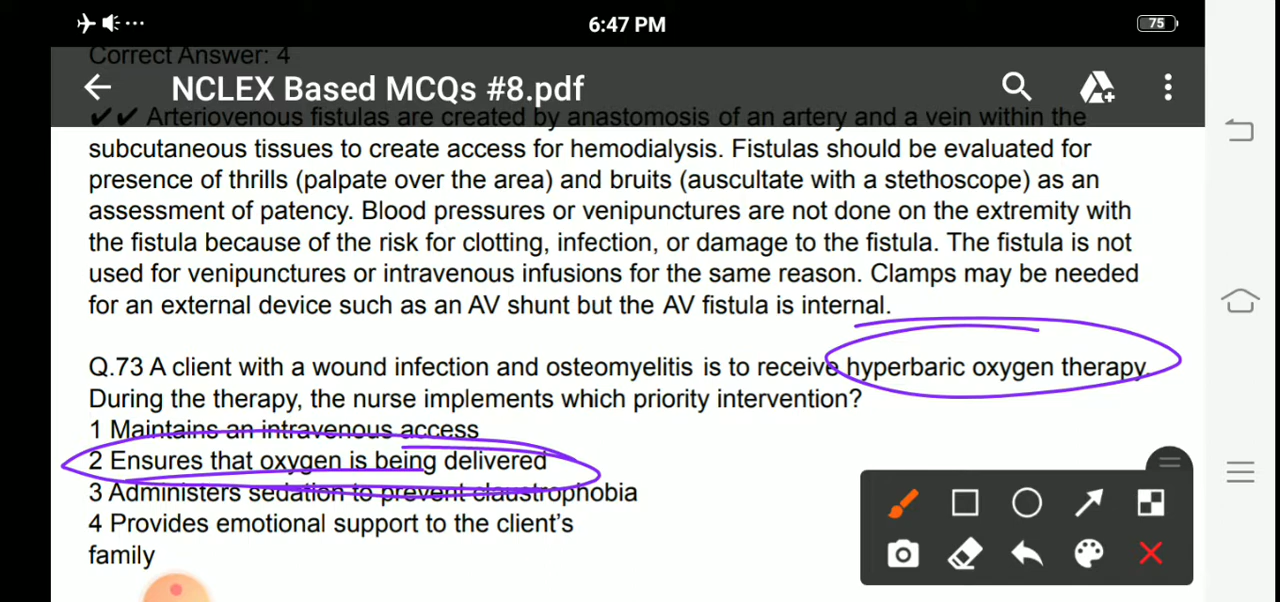 6:47 PM
75
Correct Answer: 4
NCLEX Based MCQs #8.pdf
✔✔ Arteriovenous fistulas are created by anastomosis of an artery and a vein within the
subcutaneous tissues to create access for hemodialysis. Fistulas should be evaluated for
presence of thrills (palpate over the area) and bruits (auscultate with a stethoscope) as an
assessment of patency. Blood pressures or venipunctures are not done on the extremity with
the fistula because of the risk for clotting, infection, or damage to the fistula. The fistula is not
used for venipunctures or intravenous infusions for the same reason. Clamps may be needed
for an external device such as an AV shunt but the AV fistula is internal.
Q.73 A client with a wound infection and osteomyelitis is to receive hyperbaric oxygen therapy.
During the therapy, the nurse implements which priority intervention?
1 Maintains an intravenous access
2 Ensures that oxygen is being delivered
3 Administers sedation to prevent claustrophobia
4 Provides emotional support to the client's
family